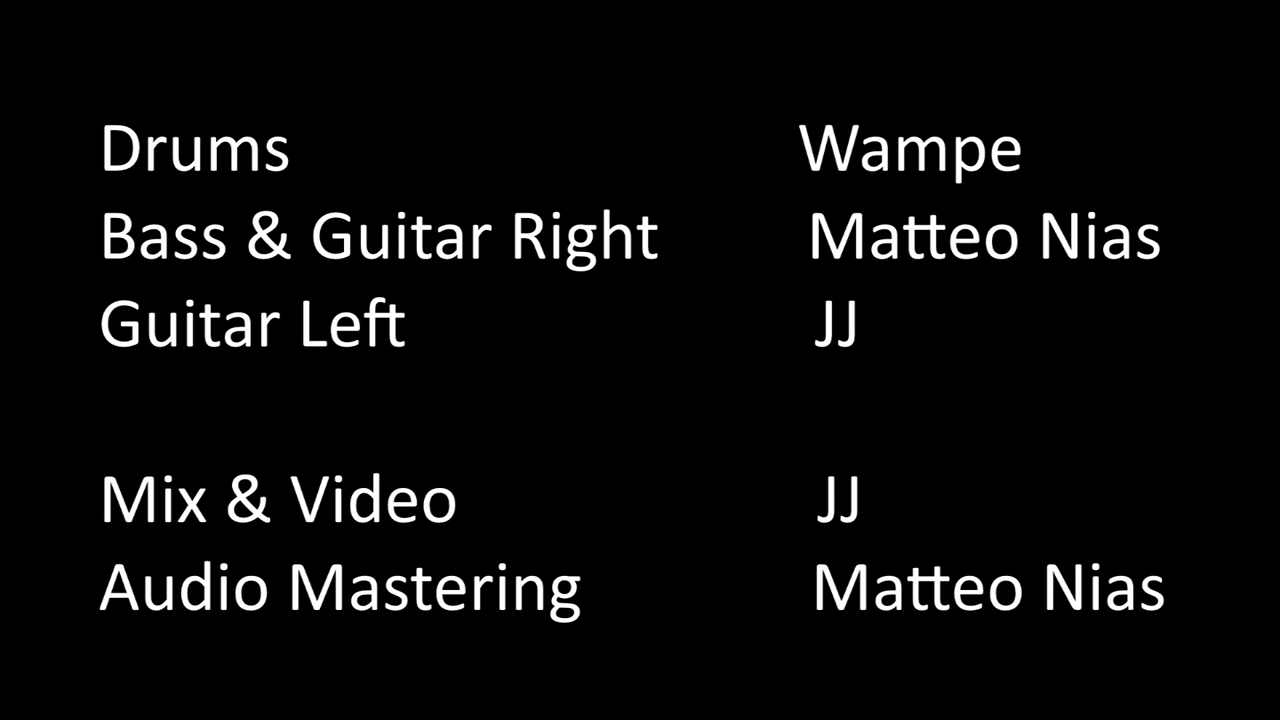 Drums Wampe
Bass & Guitar Right Matteo Nias
Guitar Left JJ
Mix & Video JJ
Audio Mastering Matteo Nias